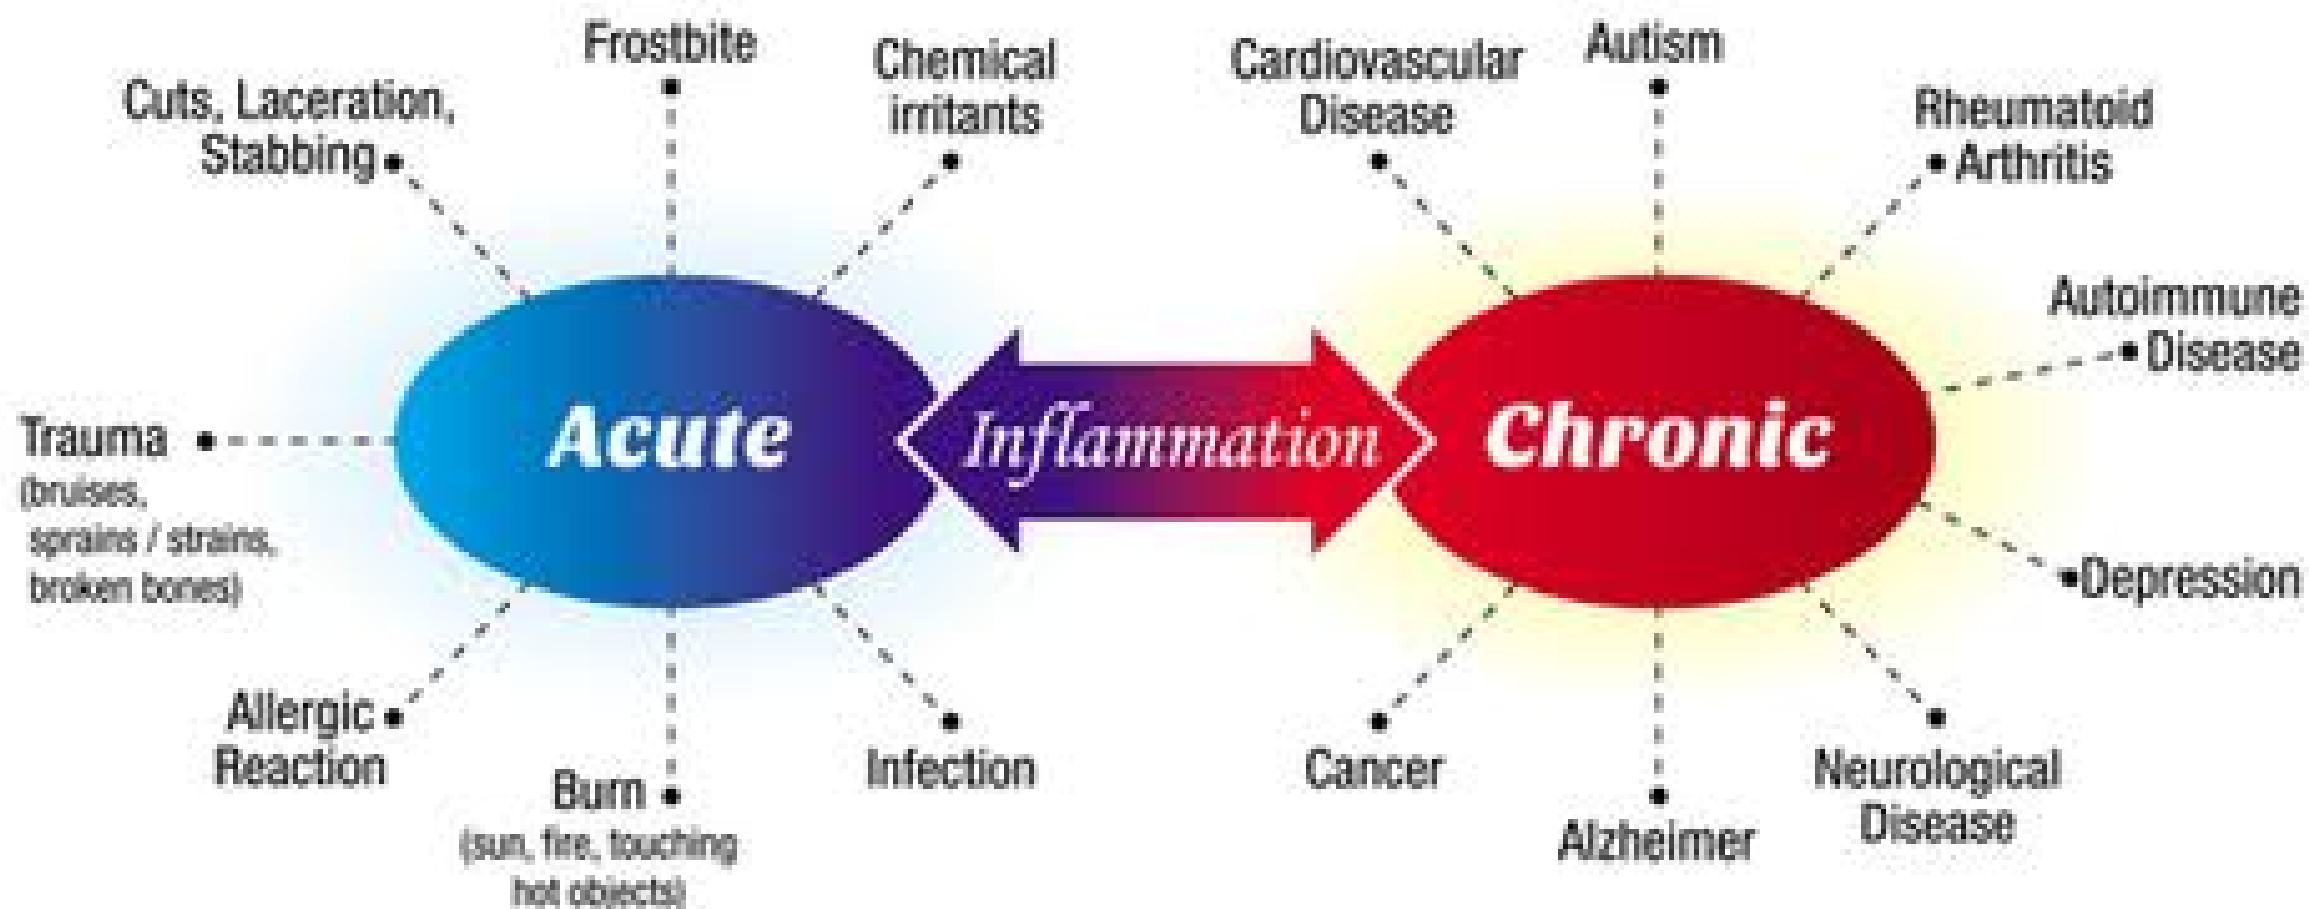 Frostbite
Chemical
irritants
Cuts, Laceration,
Stabbing
Trauma
(bruises,
sprains / strains,
broken bones)
Allergic
Reaction
Burn
(sun, fire, touching
hot objects)
Infection
Acute
Inflammation
Chronic
Cardiovascular
Disease
Autism
Rheumatoid
Arthritis
Autoimmune
Disease
Depression
Neurological
Disease
Alzheimer
Cancer